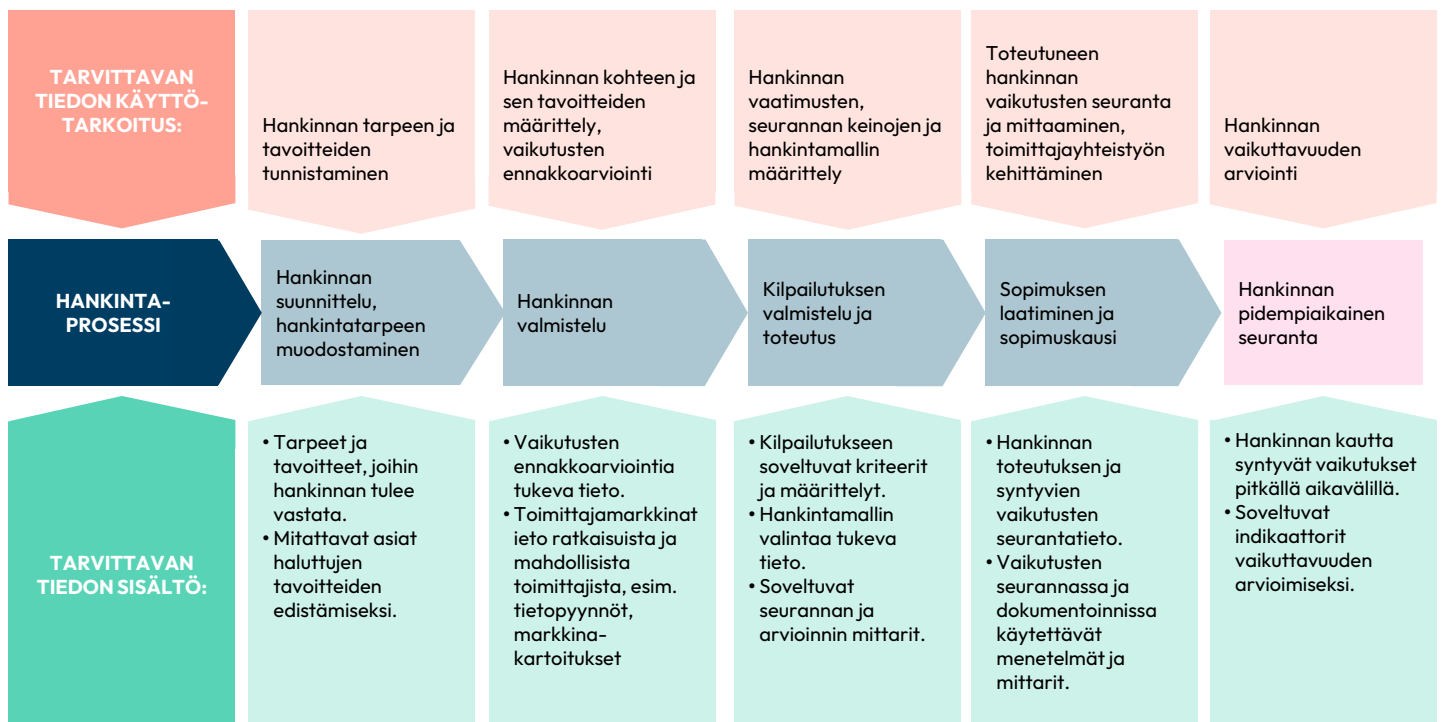 TARVITTAVAN
TIEDON KÄYTTÖ-
TARKOITUS:
Hankinnan tarpeen ja
tavoitteiden
tunnistaminen
Hankinnan kohteen ja
sen tavoitteiden
määrittely,
vaikutusten
ennakkoarviointi
Hankinnan
vaatimusten,
seurannan keinojen ja
hankintamallin
määrittely
Toteutuneen
hankinnan
vaikutusten seuranta
ja mittaaminen,
toimittajayhteistyön
kehittäminen
Hankinnan
vaikuttavuuden
arviointi
HANKINTA-
PROSESSI
Hankinnan
suunnittelu,
hankintatarpeen
muodostaminen
Hankinnan
valmistelu
Kilpailutuksen
valmistelu ja
toteutus
Sopimuksen
laatiminen ja
sopimuskausi
Hankinnan
pidempiaikainen
seuranta
TARVITTAVAN
TIEDON SISÄLTÖ:
• Tarpeet ja
tavoitteet, joihin
hankinnan tulee
vastata.
• Mitattavat asiat
haluttujen
tavoitteiden
edistämiseksi.
• Vaikutusten
ennakkoarviointia
tukeva tieto.
• Toimittajamarkkinat
ieto ratkaisuista ja
mahdollisista
toimittajista, esim.
tietopyynnöt,
markkina-
kartoitukset
• Kilpailutukseen
soveltuvat kriteerit
ja määrittelyt.
• Hankintamallin
valintaa tukeva
tieto.
• Soveltuvat
seurannan ja
arvioinnin mittarit.
• Hankinnan
toteutuksen ja
syntyvien
vaikutusten
seurantatieto.
• Vaikutusten
seurannassa ja
dokumentoinnissa
käytettävät
menetelmät ja
mittarit.
• Hankinnan kautta
syntyvät vaikutukset
pitkällä aikavälillä.
• Soveltuvat
indikaattorit
vaikuttavuuden
arvioimiseksi.